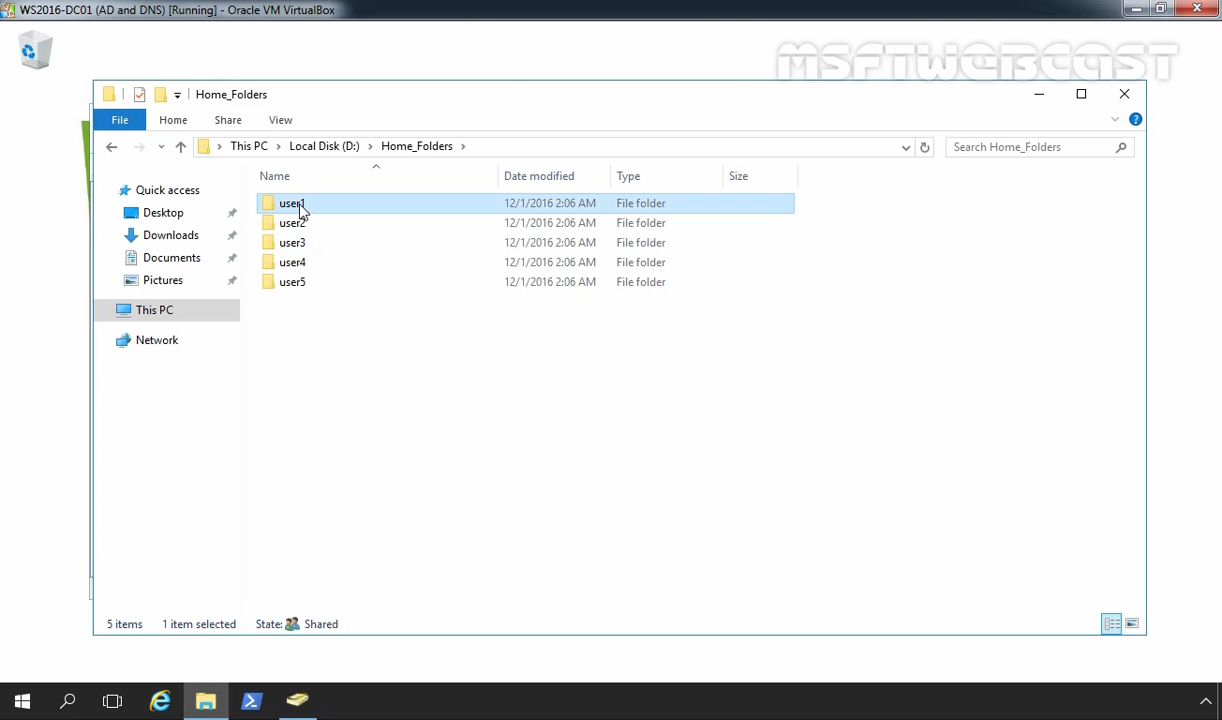 WS2016-DC01 (AD and DNS) [Running] - Oracle VM VirtualBox
MSFTWEBCAST
Home_Folders
File Home Share View
This PC Local Disk (D:) Home_Folders
Search Home_Folders
Name Date modified Type Size
Quick access
Desktop
Downloads
Documents
Pictures
This PC
Network
user1 12/1/2016 2:06 AM File folder
user2 12/1/2016 2:06 AM File folder
user3 12/1/2016 2:06 AM File folder
user4 12/1/2016 2:06 AM File folder
user5 12/1/2016 2:06 AM File folder
5 items 1 item selected State: Shared